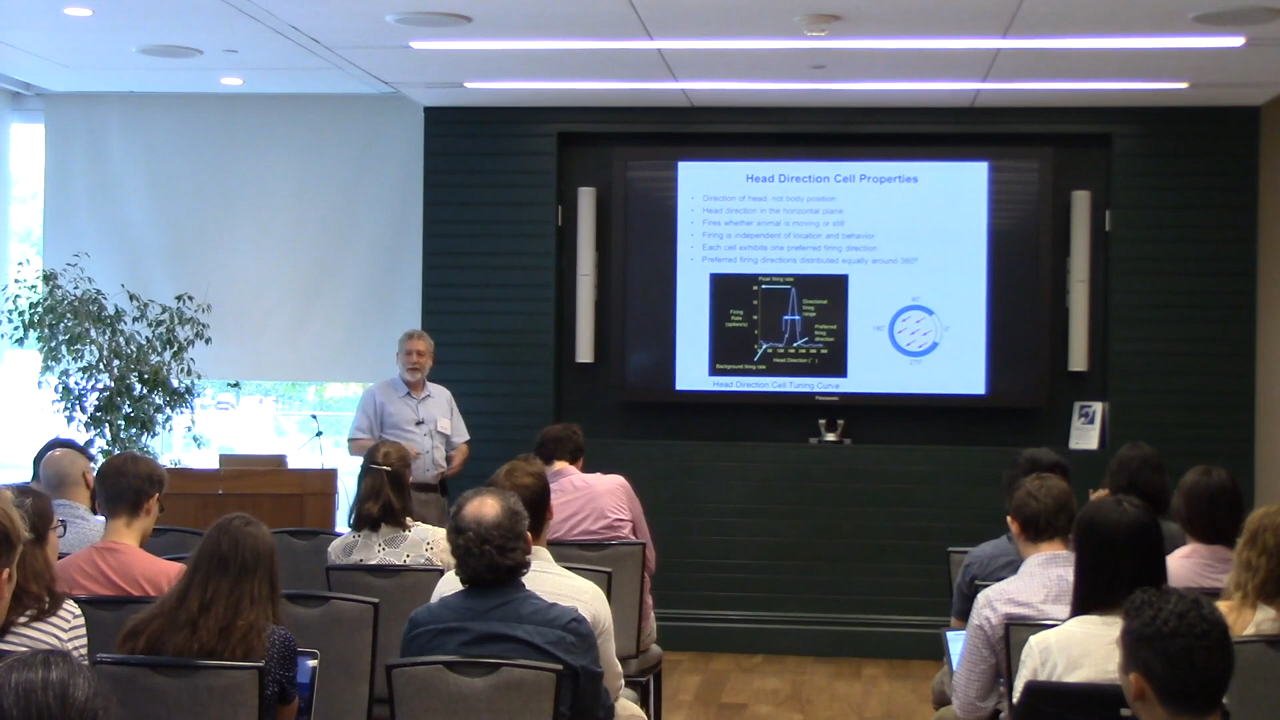 Head Direction Cell Properties
• Direction of head, not body position
• Head direction in the horizontal plane
• Fires whether animal is moving or still
• Firing is independent of location and behavior
• Each cell exhibits one preferred firing direction
• Preferred firing directions distributed equally around 360º
Peak firing rate
Directional
firing
range
Firing
Rate
(spikes/s)
Preferred
firing
direction
Head Direction (°)
Background firing rate
Head Direction Cell Tuning Curve
90°
180°
0°
270°
Panasonic